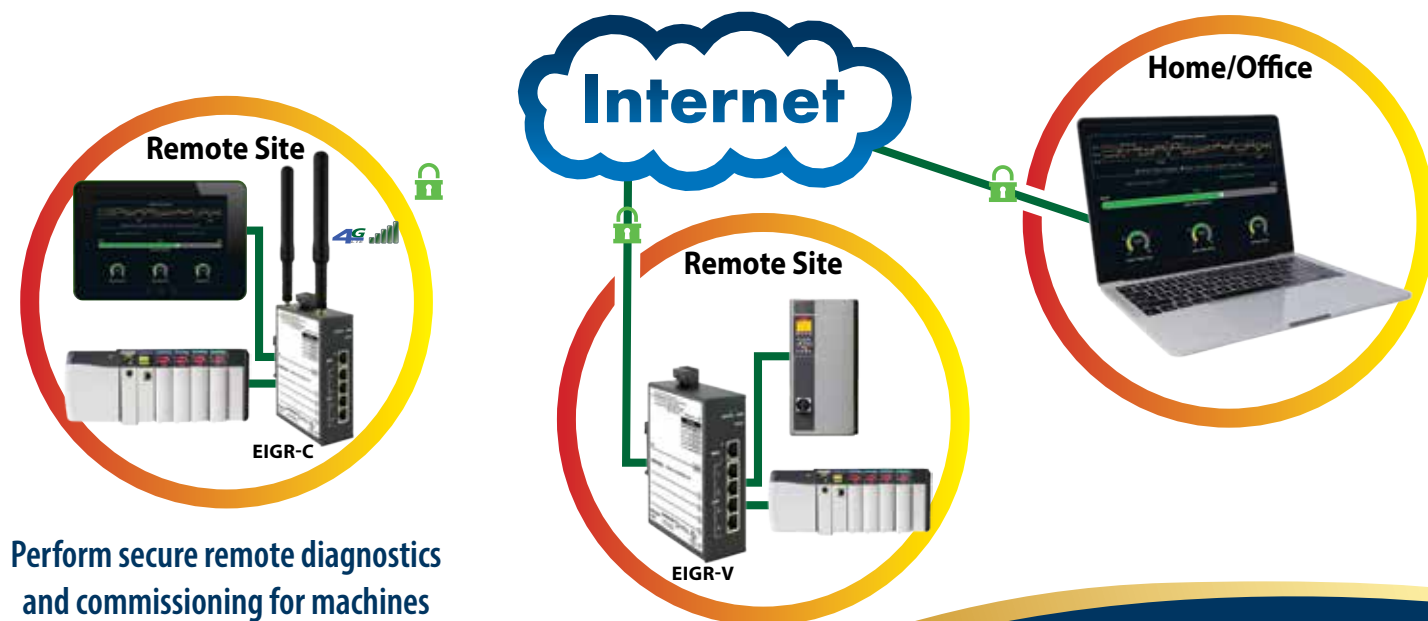 Internet
Home/Office
Remote Site
4G
EIGR-C
Remote Site
EIGR-V
Perform secure remote diagnostics
and commissioning for machines